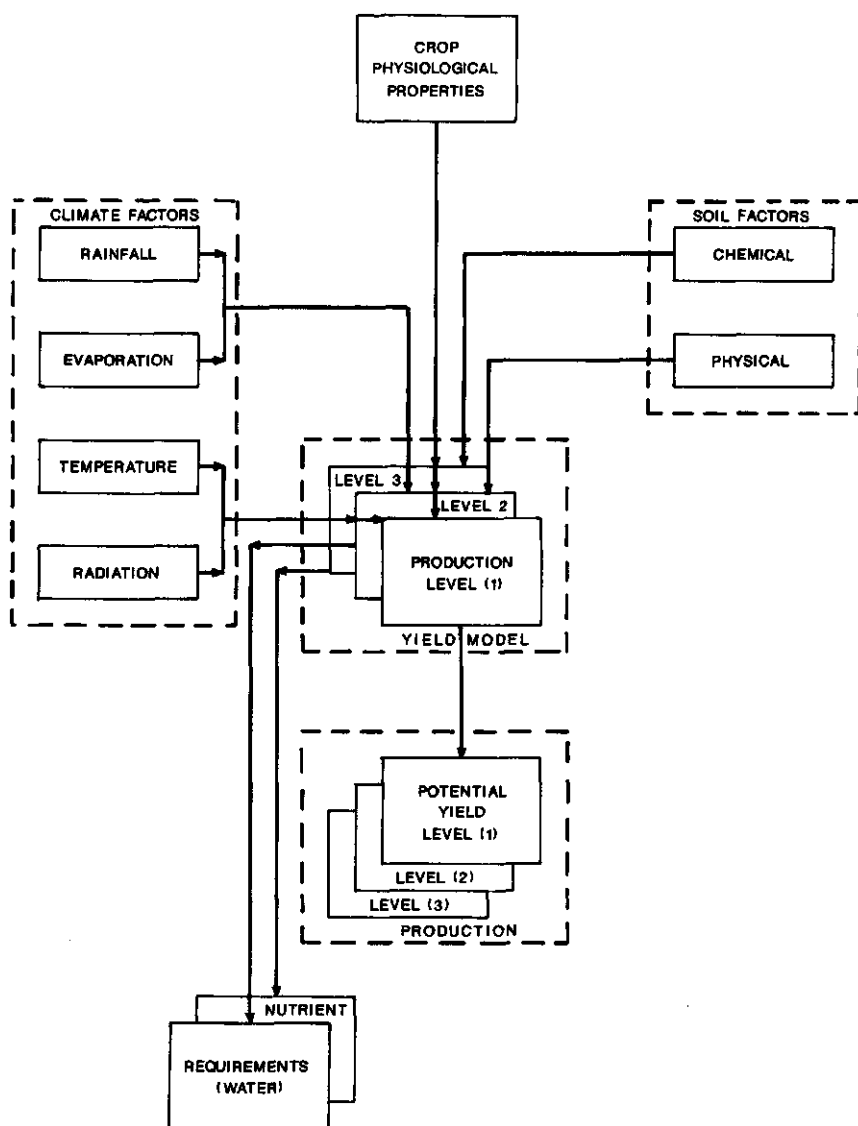 CROP
PHYSIOLOGICAL
PROPERTIES
CLIMATE FACTORS
RAINFALL
EVAPORATION
TEMPERATURE
RADIATION
SOIL FACTORS
CHEMICAL
PHYSICAL
LEVEL 3
LEVEL 2
PRODUCTION
LEVEL (1)
YIELD MODEL
POTENTIAL
YIELD
LEVEL (1)
LEVEL (2)
LEVEL (3)
PRODUCTION
NUTRIENT
REQUIREMENTS
(WATER)